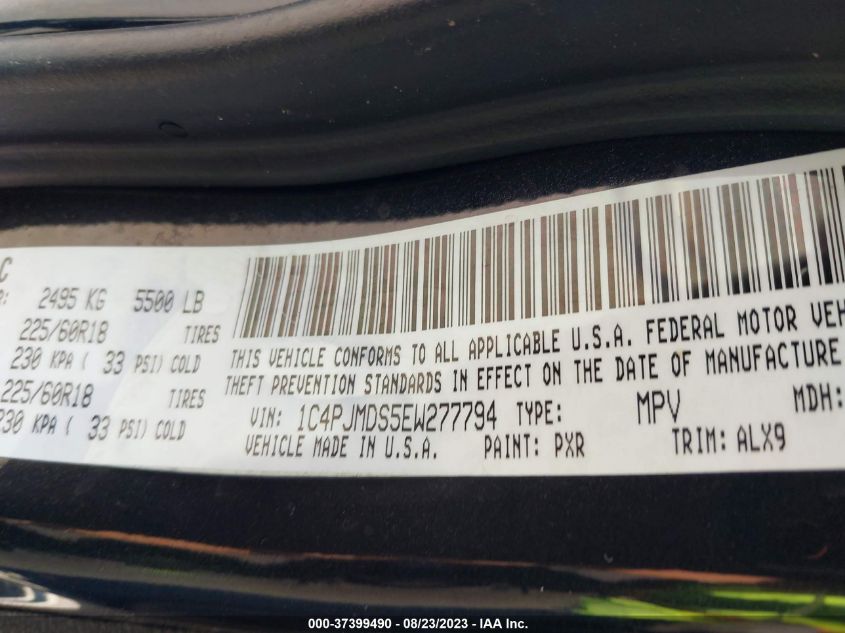 C
R: 2495 KG 5500 LB
225/60R18 TIRES
230 KPA ( 33 PSI) COLD
225/60R18 TIRES
230 KPA ( 33 PSI) COLD
THIS VEHICLE CONFORMS TO ALL APPLICABLE U.S.A. FEDERAL MOTOR VEH
THEFT PREVENTION STANDARDS IN EFFECT ON THE DATE OF MANUFACTURE
VIN: 1C4PJMDS5EW277794 TYPE: MPV MDH:
VEHICLE MADE IN U.S.A. PAINT: PXR TRIM: ALX9
000-37399490 - 08/23/2023 - IAA Inc.